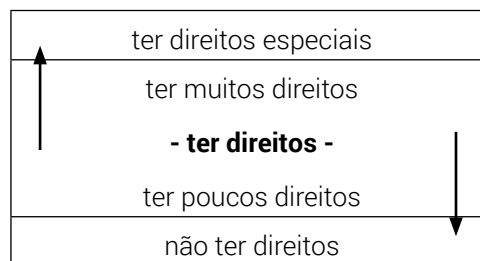 ter direitos especiais
ter muitos direitos
- ter direitos -
ter poucos direitos
não ter direitos